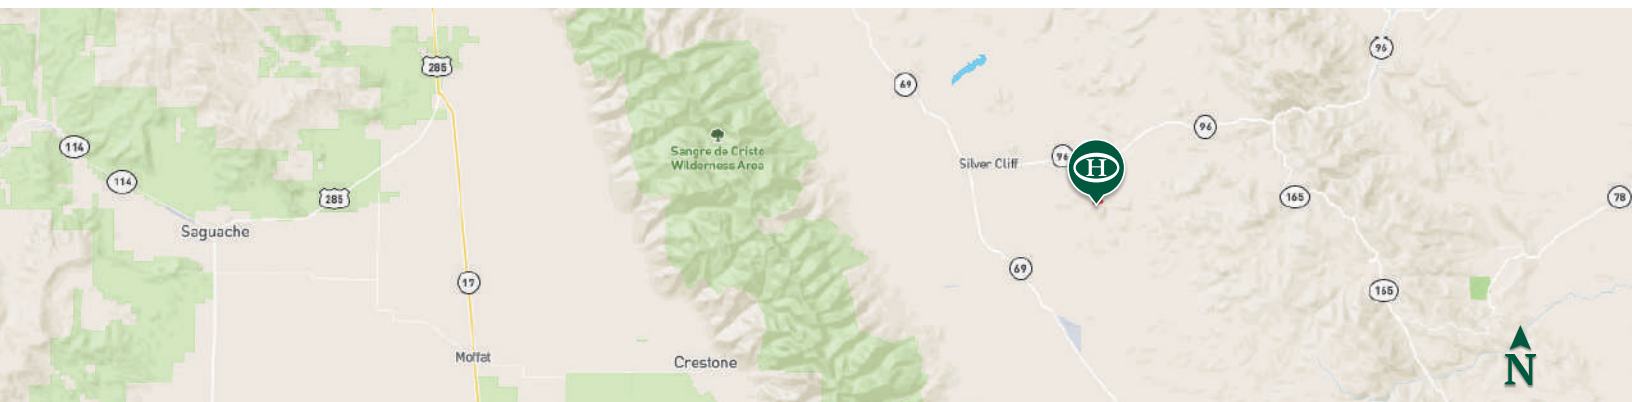 96
285
69
96
114
Sangre de Cristo
Wilderness Area
96
Silver Cliff
H
114
285
165
78
Saguache
69
17
165
Moffat
Crestone
N